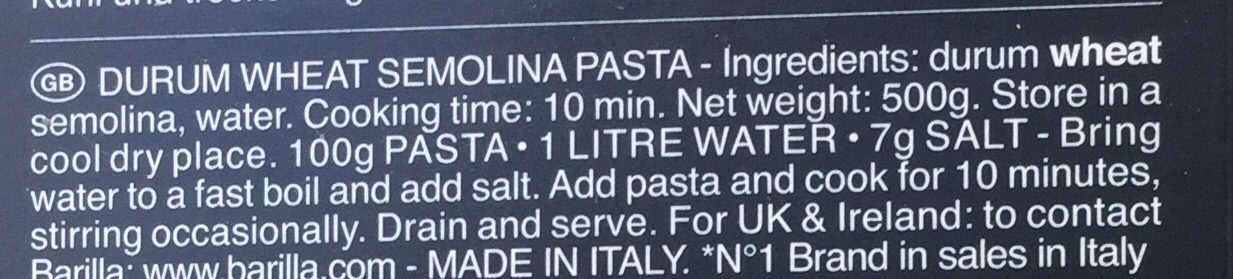 GB DURUM WHEAT SEMOLINA PASTA - Ingredients: durum wheat
semolina, water. Cooking time: 10 min. Net weight: 500g. Store in a
cool dry place. 100g PASTA • 1 LITRE WATER • 7g SALT - Bring
water to a fast boil and add salt. Add pasta and cook for 10 minutes,
stirring occasionally. Drain and serve. For UK & Ireland: to contact
Barilla: www.barilla.com - MADE IN ITALY. *N°1 Brand in sales in Italy